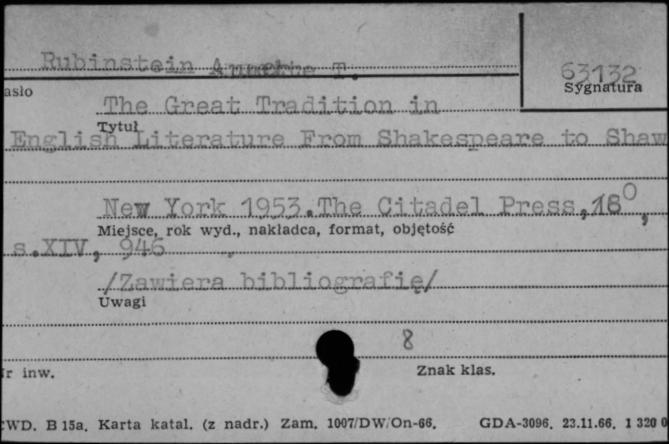 Rubinstein Annette T.
63132
asło
Sygnatura
The Great Tradition in
Tytuł
English Literature From Shakespeare to Shaw
New York 1953.The Citadel Press,16⁰,
Miejsce, rok wyd., nakładca, format, objętość
s.XIV, 946
/Zawiera bibliografię/
Uwagi
8
r inw.
Znak klas.
CWD. B 15a. Karta katal. (z nadr.) Zam. 1007/DW/On-66. GDA-3096. 23.11.66. 1 320 0